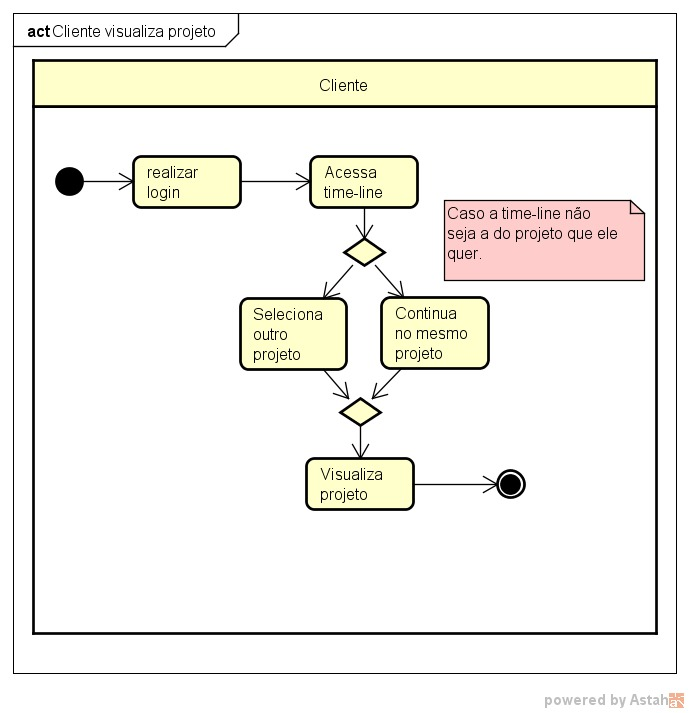 act Cliente visualiza projeto
Cliente
realizar
login
Acessa
time-line
Caso a time-line não
seja a do projeto que ele
quer.
Seleciona
outro
projeto
Continua
no mesmo
projeto
Visualiza
projeto
powered by Astah